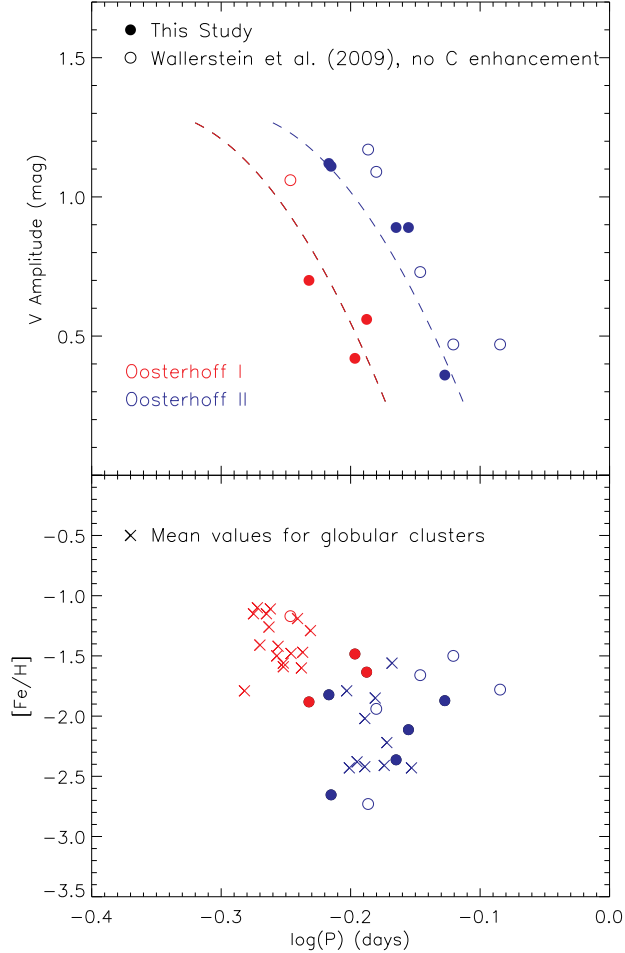 This Study
Wallerstein et al. (2009), no C enhancement
1.5
1.0
0.5
V Amplitude (mag)
Oosterhoff I
Oosterhoff II
× Mean values for globular clusters
-0.5
-1.0
-1.5
-2.0
-2.5
-3.0
-3.5
[Fe/H]
-0.4
-0.3
-0.2
-0.1
0.0
log(P) (days)